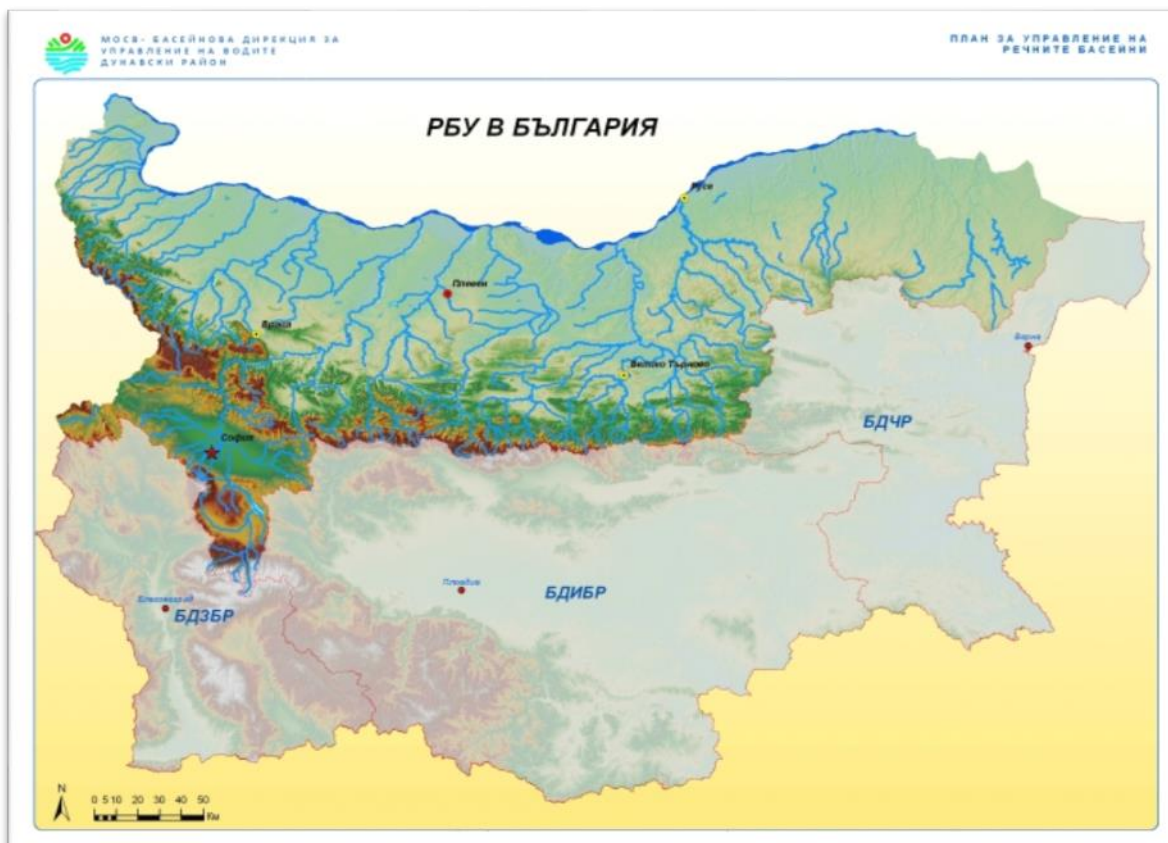 МОСВ- БАСЕЙНОВА ДИРЕКЦИЯ ЗА
УПРАВЛЕНИЕ НА ВОДИТЕ
ДУНАВСКИ РАЙОН
ПЛАН ЗА УПРАВЛЕНИЕ НА
РЕЧНИТЕ БАСЕЙНИ
РБУ В БЪЛГАРИЯ
Русе
Плевен
Враца
Варна
Велико Търново
БДЧР
София
Пловдив
БДИБР
Благоевград
БДЗБР
N
0 5 10 20 30 40 50
Км